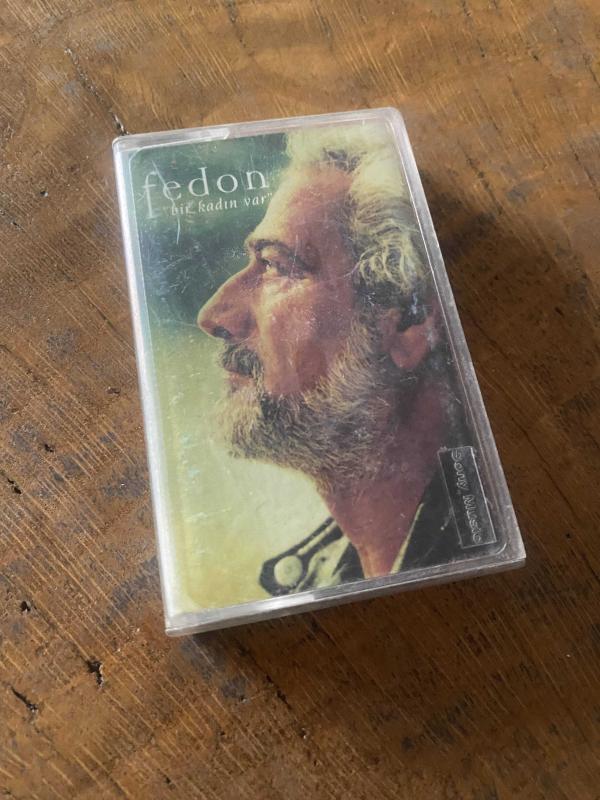 fedon
"bir kadın var"
Sony Music